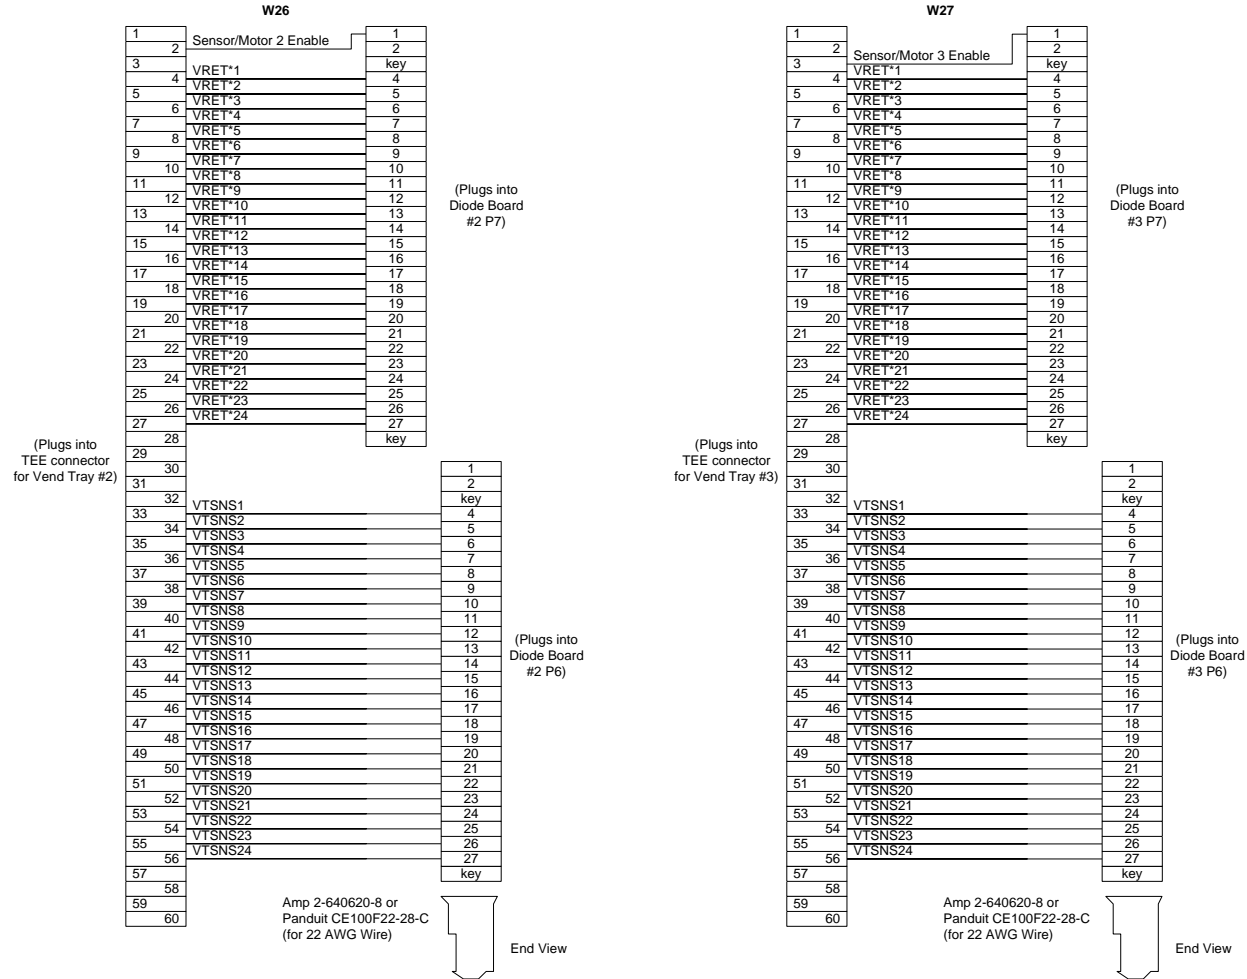 W26
1
2
3
4
5
6
7
8
9
10
11
12
13
14
15
16
17
18
19
20
21
22
23
24
25
26
27
28
29
30
31
32
33
34
35
36
37
38
39
40
41
42
43
44
45
46
47
48
49
50
51
52
53
54
55
56
57
58
59
60
(Plugs into
TEE connector
for Vend Tray #2)
Sensor/Motor 2 Enable
VRET*1
VRET*2
VRET*3
VRET*4
VRET*5
VRET*6
VRET*7
VRET*8
VRET*9
VRET*10
VRET*11
VRET*12
VRET*13
VRET*14
VRET*15
VRET*16
VRET*17
VRET*18
VRET*19
VRET*20
VRET*21
VRET*22
VRET*23
VRET*24
1
2
key
4
5
6
7
8
9
10
11
12
13
14
15
16
17
18
19
20
21
22
23
24
25
26
27
key
(Plugs into
Diode Board
#2 P7)
VTSNS1
VTSNS2
VTSNS3
VTSNS4
VTSNS5
VTSNS6
VTSNS7
VTSNS8
VTSNS9
VTSNS10
VTSNS11
VTSNS12
VTSNS13
VTSNS14
VTSNS15
VTSNS16
VTSNS17
VTSNS18
VTSNS19
VTSNS20
VTSNS21
VTSNS22
VTSNS23
VTSNS24
1
2
key
4
5
6
7
8
9
10
11
12
13
14
15
16
17
18
19
20
21
22
23
24
25
26
27
key
(Plugs into
Diode Board
#2 P6)
Amp 2-640620-8 or
Panduit CE100F22-28-C
(for 22 AWG Wire)
End View
W27
1
2
3
4
5
6
7
8
9
10
11
12
13
14
15
16
17
18
19
20
21
22
23
24
25
26
27
28
29
30
31
32
33
34
35
36
37
38
39
40
41
42
43
44
45
46
47
48
49
50
51
52
53
54
55
56
57
58
59
60
(Plugs into
TEE connector
for Vend Tray #3)
Sensor/Motor 3 Enable
VRET*1
VRET*2
VRET*3
VRET*4
VRET*5
VRET*6
VRET*7
VRET*8
VRET*9
VRET*10
VRET*11
VRET*12
VRET*13
VRET*14
VRET*15
VRET*16
VRET*17
VRET*18
VRET*19
VRET*20
VRET*21
VRET*22
VRET*23
VRET*24
1
2
key
4
5
6
7
8
9
10
11
12
13
14
15
16
17
18
19
20
21
22
23
24
25
26
27
key
(Plugs into
Diode Board
#3 P7)
VTSNS1
VTSNS2
VTSNS3
VTSNS4
VTSNS5
VTSNS6
VTSNS7
VTSNS8
VTSNS9
VTSNS10
VTSNS11
VTSNS12
VTSNS13
VTSNS14
VTSNS15
VTSNS16
VTSNS17
VTSNS18
VTSNS19
VTSNS20
VTSNS21
VTSNS22
VTSNS23
VTSNS24
1
2
key
4
5
6
7
8
9
10
11
12
13
14
15
16
17
18
19
20
21
22
23
24
25
26
27
key
(Plugs into
Diode Board
#3 P6)
Amp 2-640620-8 or
Panduit CE100F22-28-C
(for 22 AWG Wire)
End View